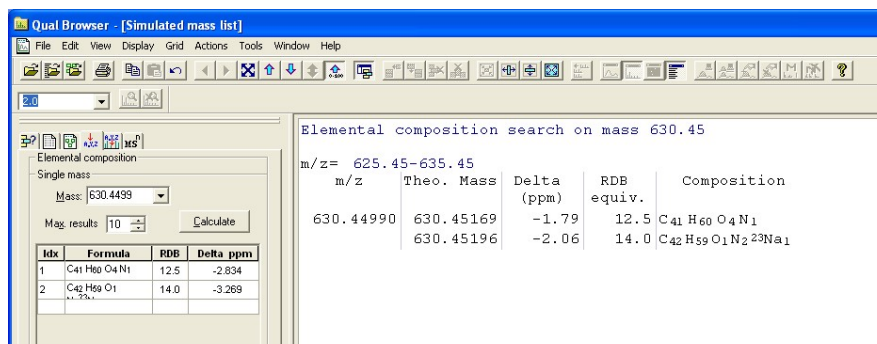 Qual Browser - [Simulated mass list]
File Edit View Display Grid Actions Tools Window Help
2.0
Elemental composition
Single mass
Mass: 630.4499
Max. results 10 Calculate
Idx Formula RDB Delta ppm
1 C41 H60 O4 N1 12.5 -2.834
2 C42 H59 O1 14.0 -3.269
Elemental composition search on mass 630.45
m/z= 625.45-635.45
m/z Theo. Mass Delta RDB Composition
(ppm) equiv.
630.44990 630.45169 -1.79 12.5 C41 H60 O4 N1
630.45196 -2.06 14.0 C42 H59 O1 N2 23Na1